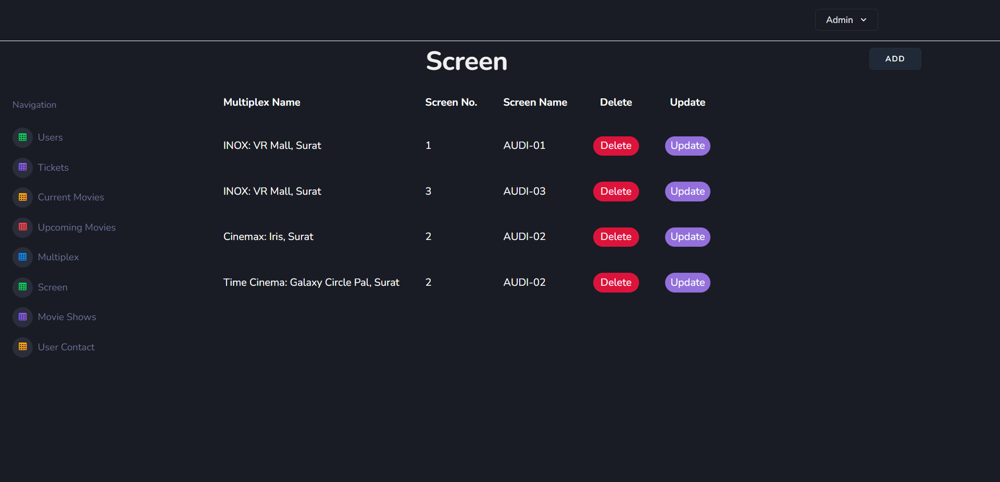 Admin
Screen
ADD
Navigation
Users
Tickets
Current Movies
Upcoming Movies
Multiplex
Screen
Movie Shows
User Contact
Multiplex Name Screen No. Screen Name Delete Update
INOX: VR Mall, Surat 1 AUDI-01 Delete Update
INOX: VR Mall, Surat 3 AUDI-03 Delete Update
Cinemax: Iris, Surat 2 AUDI-02 Delete Update
Time Cinema: Galaxy Circle Pal, Surat 2 AUDI-02 Delete Update